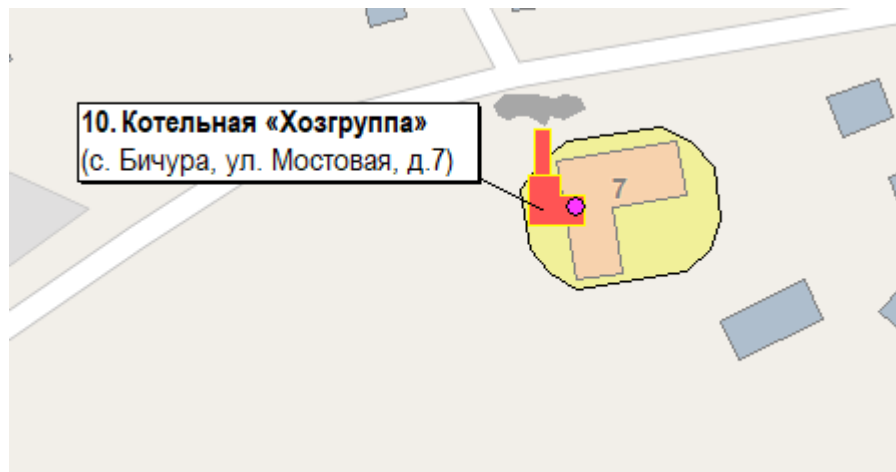 10. Котельная «Хозгруппа»
(с. Бичура, ул. Мостовая, д.7)
7